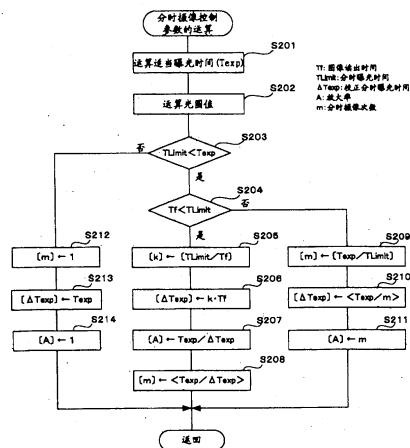 分时摄像控制
参数的运算
S201
运算适当曝光时间(Texp)
S202
运算光圈值
Tf: 图像读出时间
TLimit: 分时曝光时间
ΔTexp: 校正分时曝光时间
A: 放大率
m: 分时摄像次数
S203
TLimit<Texp
否
是
S204
Tf<TLimit
否
是
S212
[m]←1
S205
[k]←(TLimit/Tf)
S209
[m]←(Texp/TLimit)
S213
[ΔTexp]←Texp
S206
[ΔTexp]←k·Tf
S210
[ΔTexp]←<Texp/m>
S214
[A]←1
S207
[A]←Texp/ΔTexp
S211
[A]←m
S208
[m]←<Texp/ΔTexp>
返回